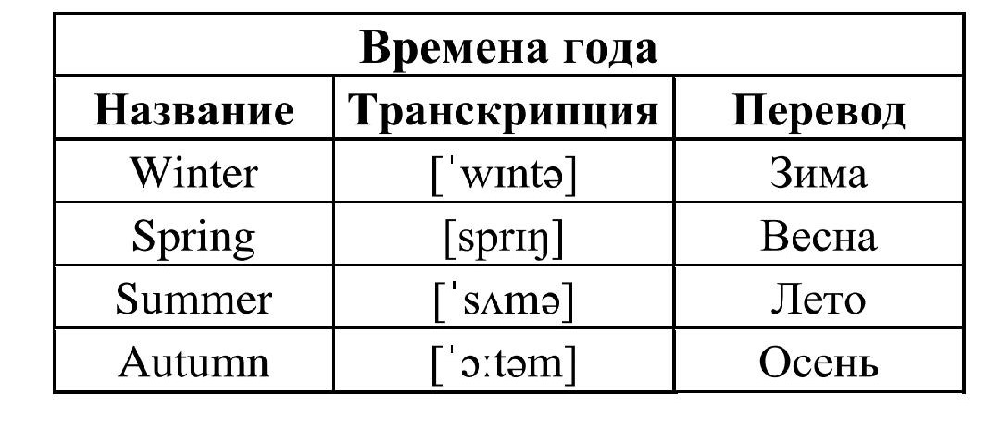 Времена года
Название Транскрипция Перевод
Winter [ˈwɪntə] Зима
Spring [sprɪŋ] Весна
Summer [ˈsʌmə] Лето
Autumn [ˈɔːtəm] Осень